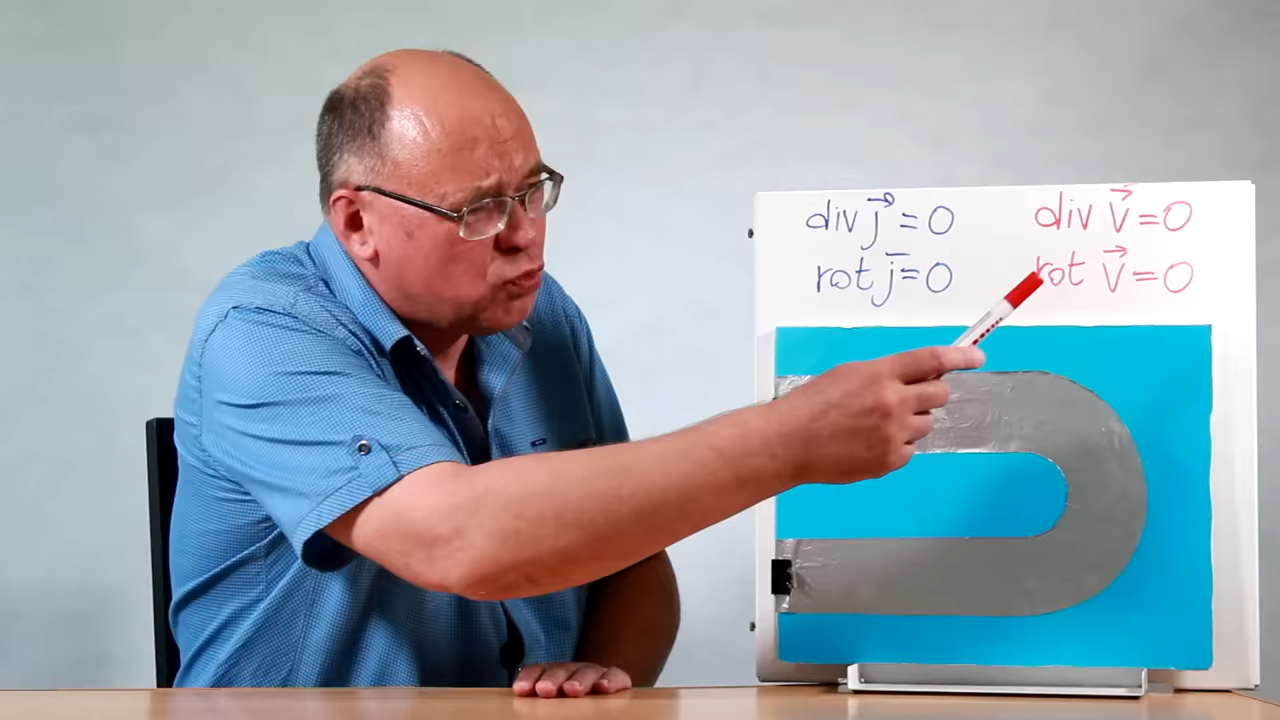 div j⃗ = 0
rot j̅ = 0
div v⃗ = 0
rot v⃗ = 0